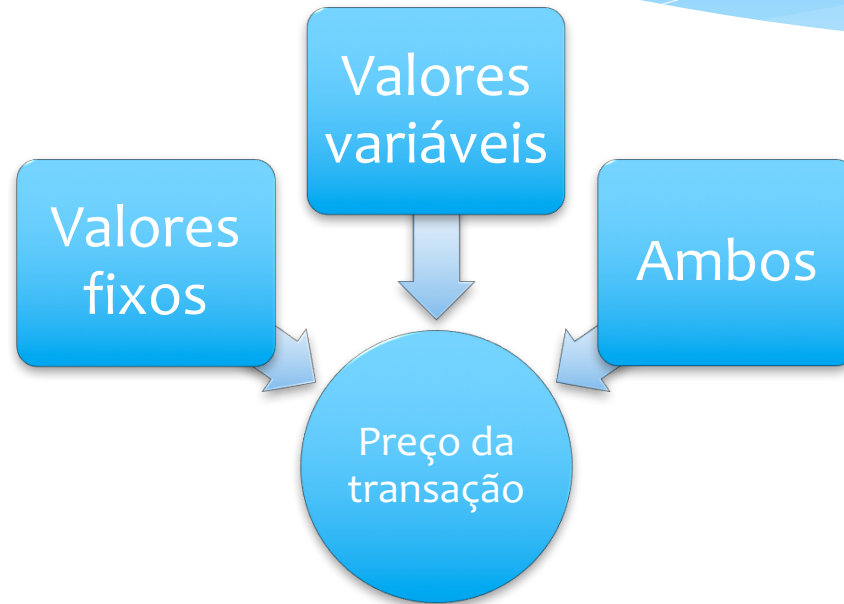 Valores
variáveis
Valores
fixos
Ambos
Preço da
transação